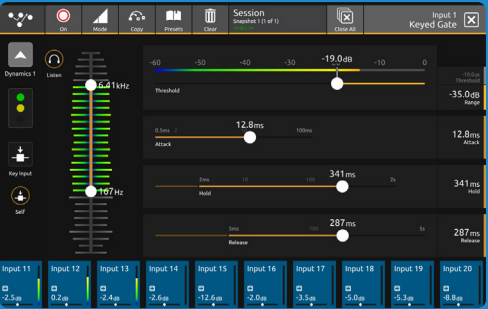 On
Mode
Copy
Presets
Clear
Session
Snapshot 1 (1 of 1)
Close All
Input 1
Keyed Gate
Dynamics 1
Listen
6.41kHz
167 Hz
Key Input
Self
-60 -50 -40 -30 -19.0dB -10 0
Threshold
-19.0dB
Threshold
-35.0dB
Range
12.8ms
0.5ms 100ms
Attack
12.8ms
Attack
341ms
2ms 10 100 2s
Hold
341ms
Hold
287ms
5ms 100 5s
Release
287ms
Release
Input 11 Input 12 Input 13 Input 14 Input 15 Input 16 Input 17 Input 18 Input 19 Input 20
-2.5dB 0.2dB -2.4dB -2.6dB -12.6dB -2.0dB -3.5dB -5.0dB -5.3dB -8.8dB